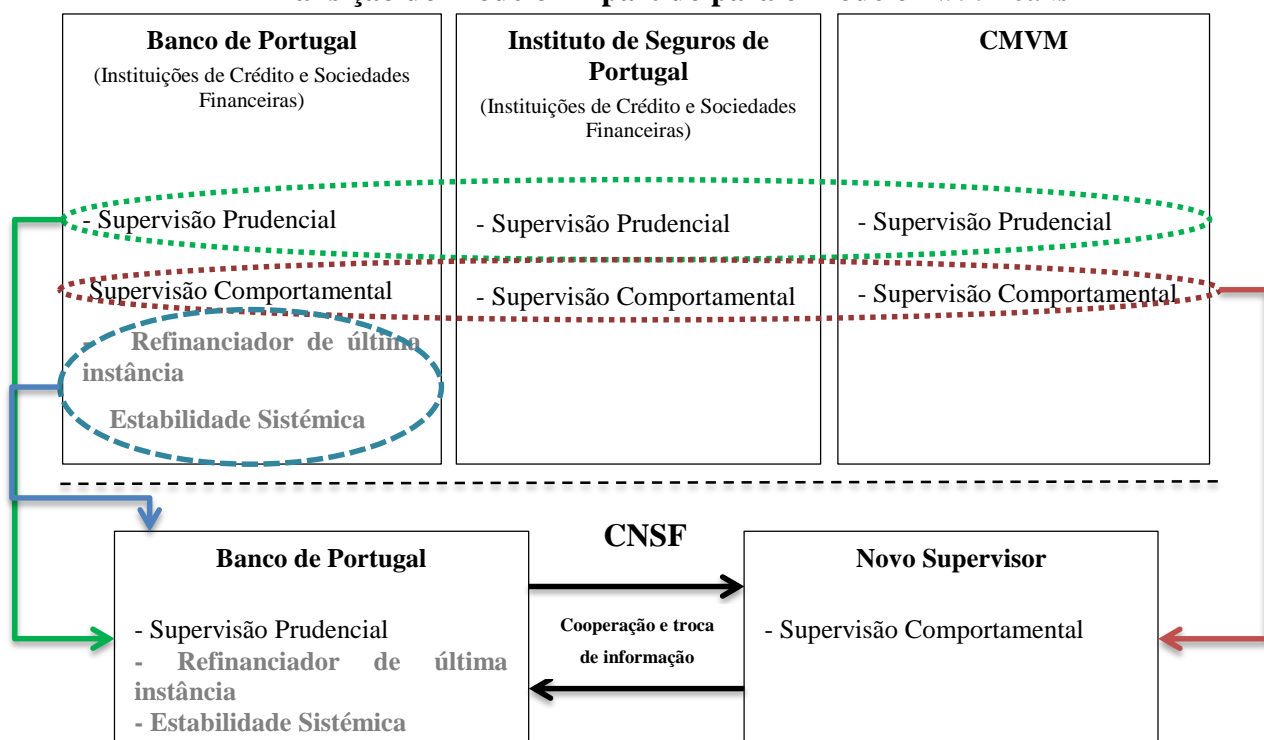 Banco de Portugal
(Instituições de Crédito e Sociedades
Financeiras)
- Supervisão Prudencial
Supervisão Comportamental
- Refinanciador de última
instância
Estabilidade Sistémica
Instituto de Seguros de
Portugal
(Instituições de Crédito e Sociedades
Financeiras)
- Supervisão Prudencial
- Supervisão Comportamental
CMVM
- Supervisão Prudencial
- Supervisão Comportamental
CNSF
Banco de Portugal
- Supervisão Prudencial
- Refinanciador de última
instância
- Estabilidade Sistémica
Cooperação e troca
de informação
Novo Supervisor
- Supervisão Comportamental